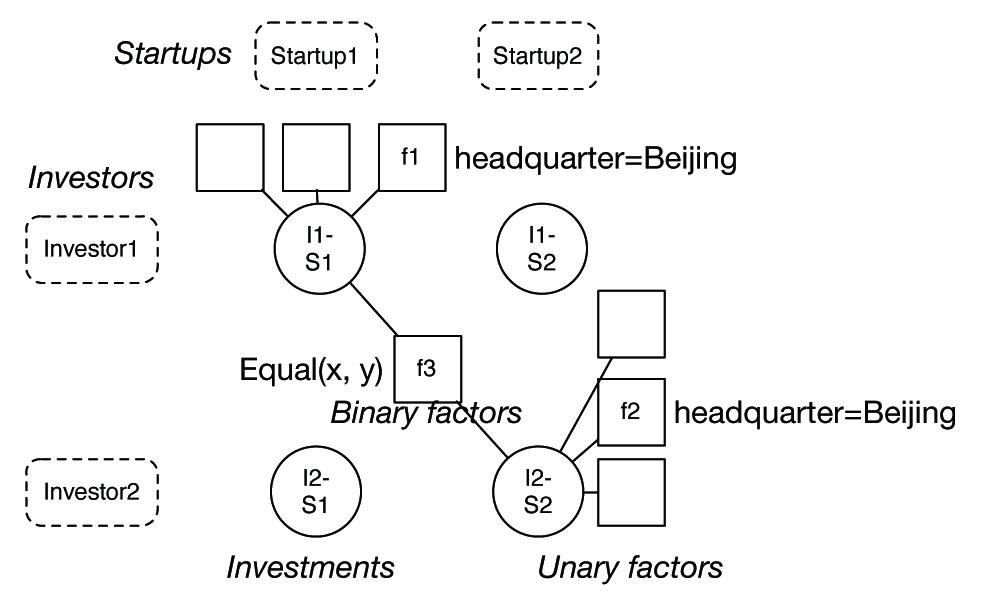 Startups
Startup1
Startup2
f1
headquarter=Beijing
Investors
Investor1
I1-
S1
I1-
S2
Equal(x, y)
f3
Binary factors
f2
headquarter=Beijing
Investor2
I2-
S1
I2-
S2
Investments
Unary factors